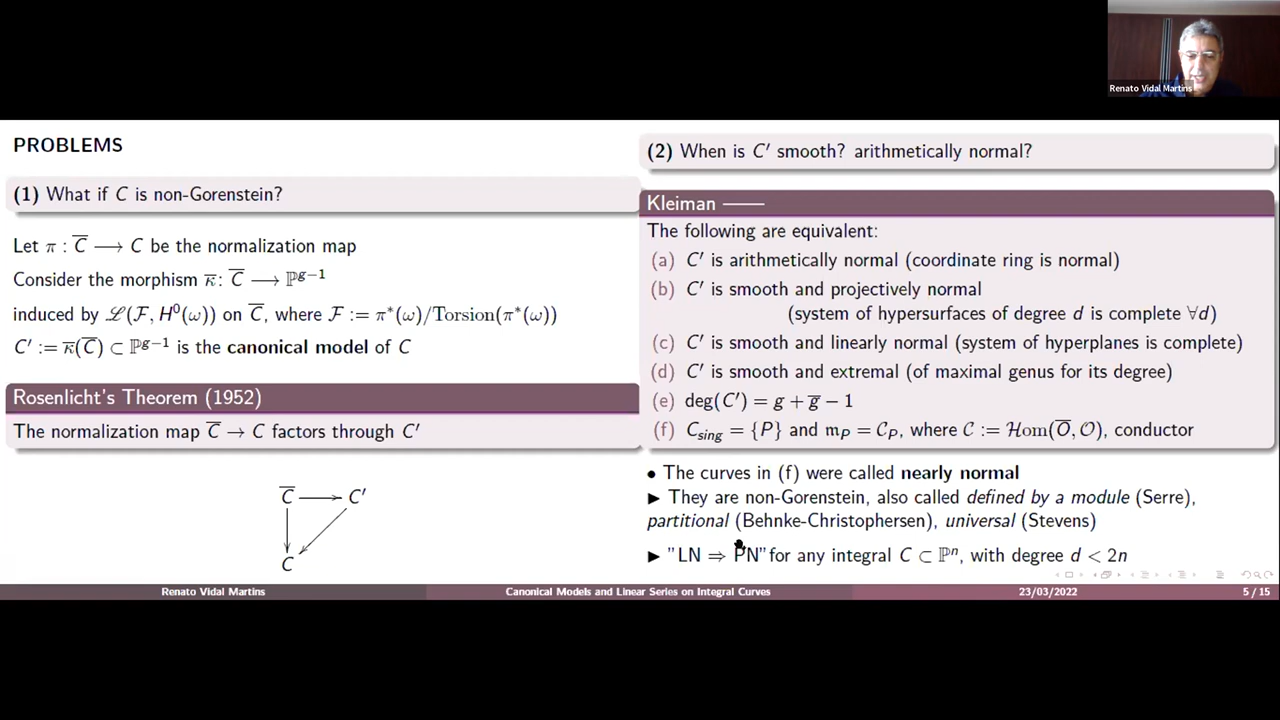 Renato Vidal Martins
PROBLEMS
(1) What if C is non-Gorenstein?
Let π : C̅ ⟶ C be the normalization map
Consider the morphism κ̅ : C̅ ⟶ ℙ^{g−1}
induced by ℒ(ℱ, H⁰(ω)) on C̅, where ℱ := π*(ω)/Torsion(π*(ω))
C′ := κ̅(C̅) ⊂ ℙ^{g−1} is the canonical model of C
Rosenlicht's Theorem (1952)
The normalization map C̅ → C factors through C′
C̅ ⟶ C′
C
(2) When is C′ smooth? arithmetically normal?
Kleiman ——
The following are equivalent:
(a) C′ is arithmetically normal (coordinate ring is normal)
(b) C′ is smooth and projectively normal
(system of hypersurfaces of degree d is complete ∀d)
(c) C′ is smooth and linearly normal (system of hyperplanes is complete)
(d) C′ is smooth and extremal (of maximal genus for its degree)
(e) deg(C′) = g + g̅ − 1
(f) C_{sing} = {P} and 𝔪_P = 𝒞_P, where 𝒞 := ℋom(𝒪̅, 𝒪), conductor
• The curves in (f) were called nearly normal
▶ They are non-Gorenstein, also called defined by a module (Serre),
partitional (Behnke-Christophersen), universal (Stevens)
▶ "LN ⇒ PN"for any integral C ⊂ ℙⁿ, with degree d < 2n
Renato Vidal Martins
Canonical Models and Linear Series on Integral Curves
23/03/2022
5 / 15